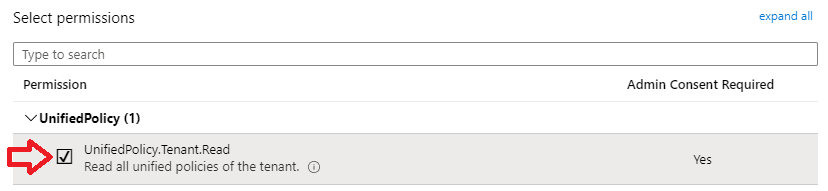 Select permissions
expand all
Type to search
Permission
Admin Consent Required
UnifiedPolicy (1)
UnifiedPolicy.Tenant.Read
Read all unified policies of the tenant.
Yes